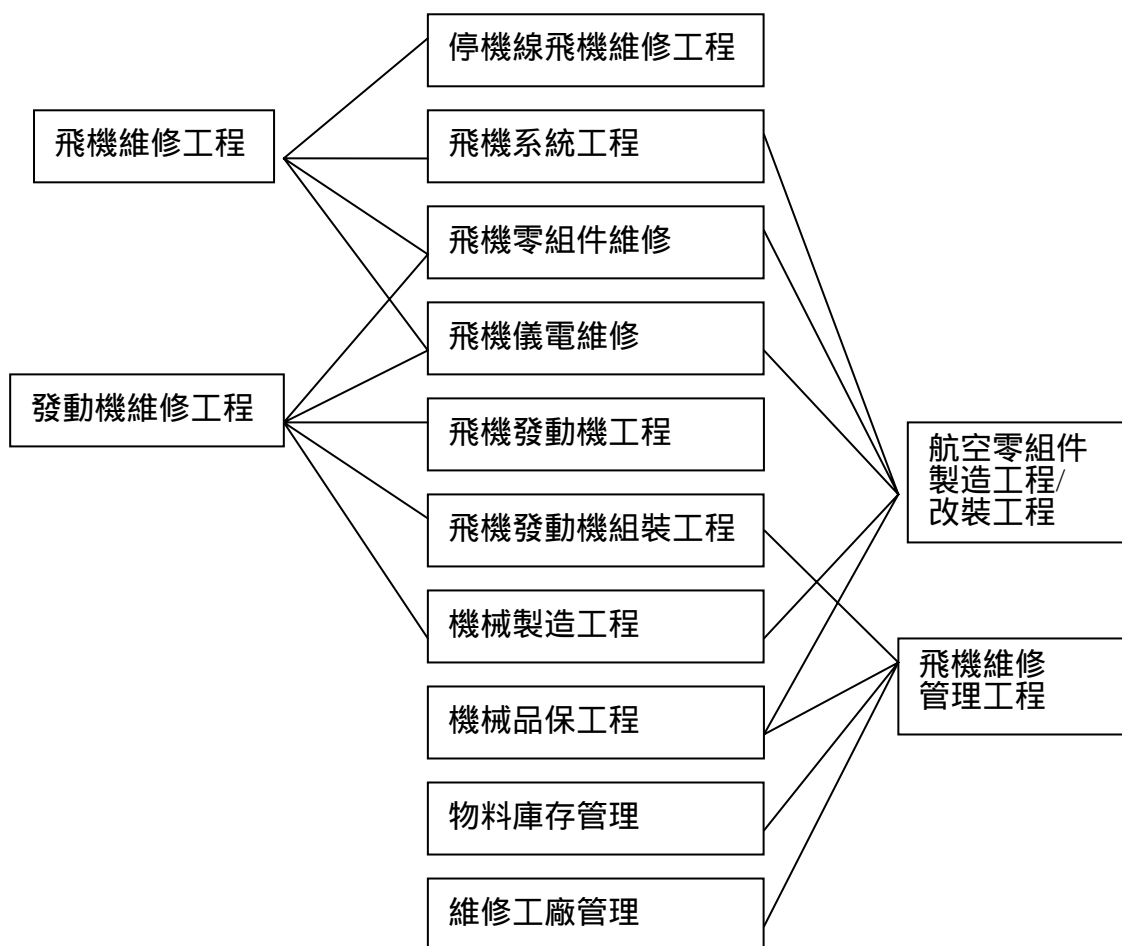 飛機維修工程
發動機維修工程
停機線飛機維修工程
飛機系統工程
飛機零組件維修
飛機儀電維修
飛機發動機工程
飛機發動機組裝工程
機械製造工程
機械品保工程
物料庫存管理
維修工廠管理
航空零組件
製造工程/
改裝工程
飛機維修
管理工程